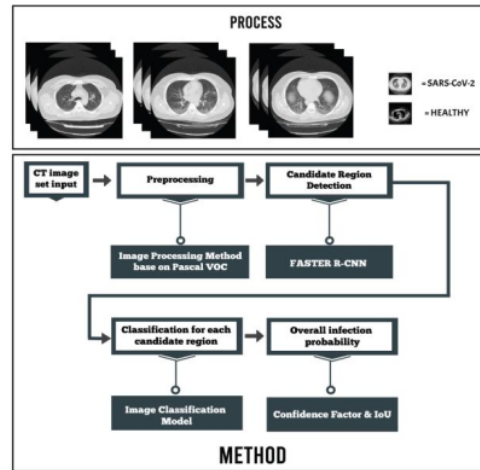 PROCESS
= SARS-CoV-2
= HEALTHY
CT image
set input
Preprocessing
Candidate Region
Detection
Image Processing Method
base on Pascal VOC
FASTER R-CNN
Classification for each
candidate region
Overall infection
probability
Image Classification
Model
Confidence Factor & IoU
METHOD